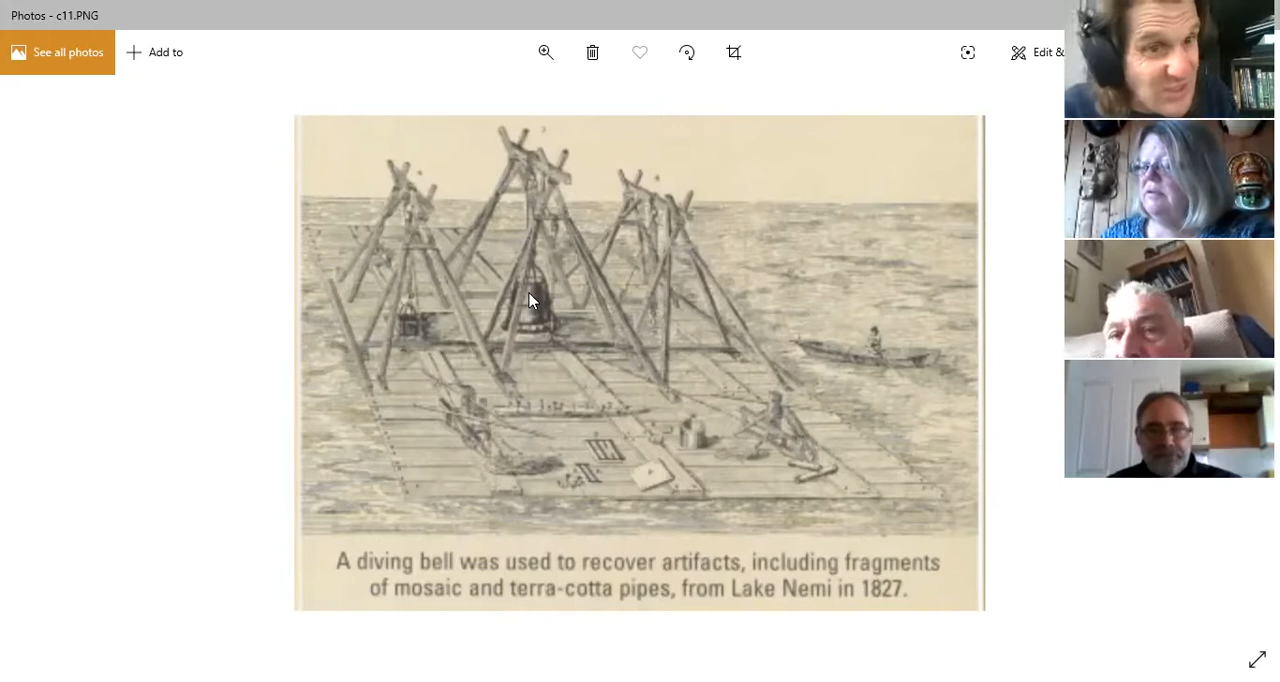 Photos - c11.PNG
See all photos
Add to
Edit &
A diving bell was used to recover artifacts, including fragments
of mosaic and terra-cotta pipes, from Lake Nemi in 1827.